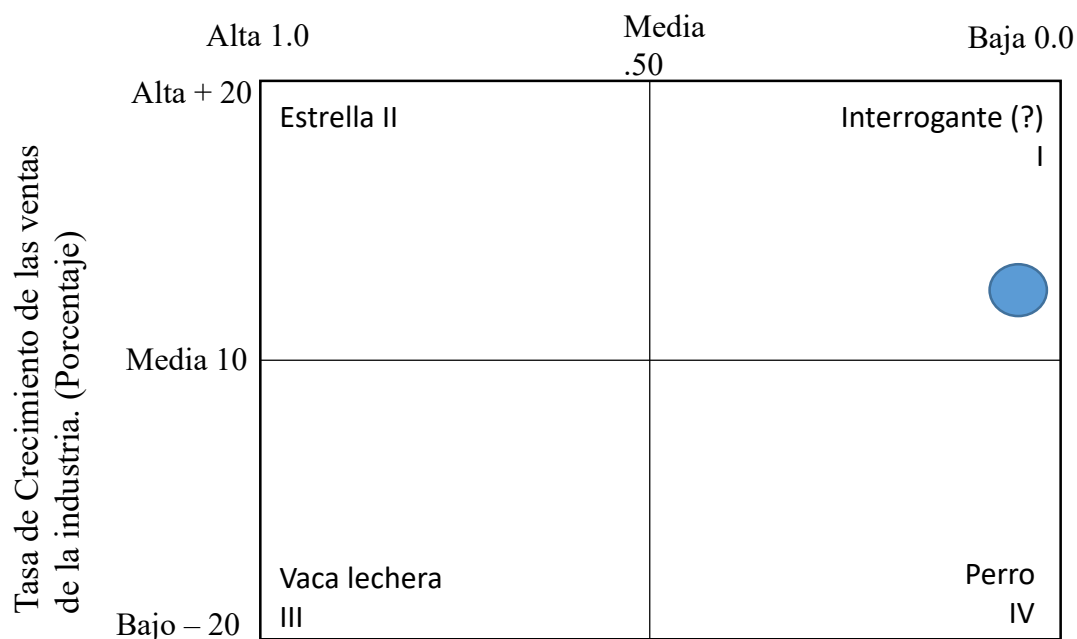 Alta 1.0
Media
.50
Baja 0.0
Alta + 20
Estrella II
Interrogante (?)
I
Tasa de Crecimiento de las ventas
de la industria. (Porcentaje)
Media 10
Vaca lechera
III
Perro
IV
Bajo – 20